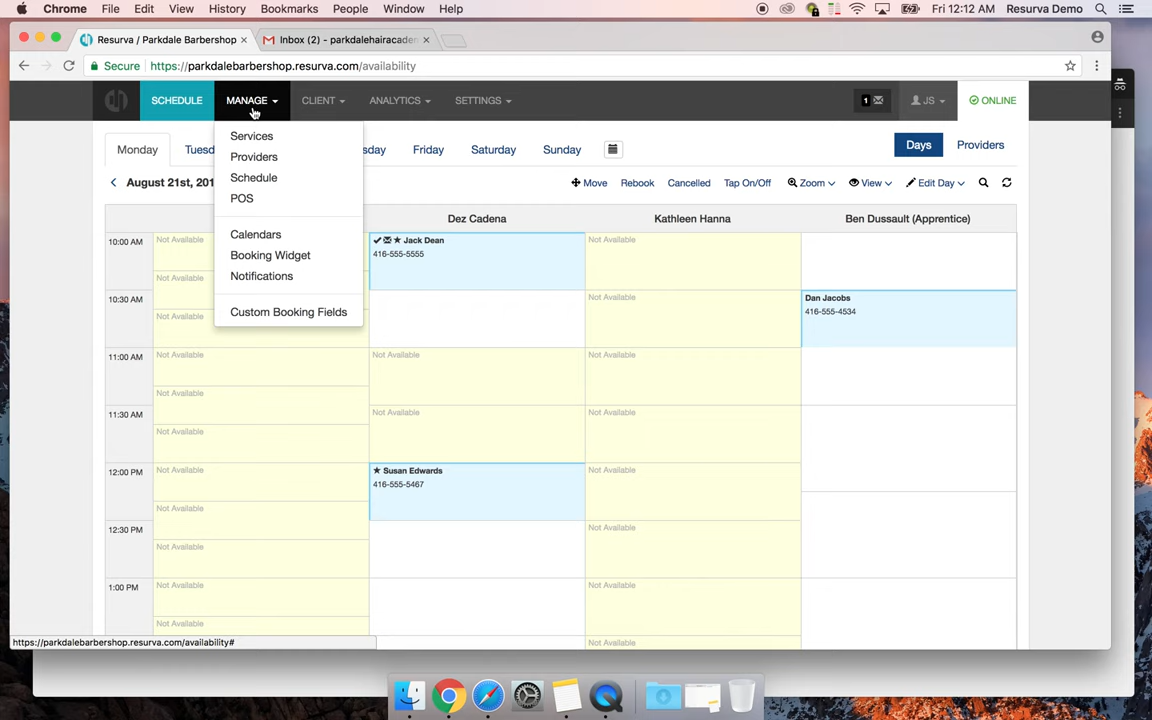 Chrome File Edit View History Bookmarks People Window Help Fri 12:12 AM Resurva Demo
Resurva / Parkdale Barbershop × Inbox (2) - parkdalehairacader ×
Secure https://parkdalebarbershop.resurva.com/availability
SCHEDULE MANAGE CLIENT ANALYTICS SETTINGS 1 JS ONLINE
Services
Providers
Schedule
POS
Calendars
Booking Widget
Notifications
Custom Booking Fields
Monday Tuesd sday Friday Saturday Sunday Days Providers
August 21st, 201 Move Rebook Cancelled Tap On/Off Zoom View Edit Day
Dez Cadena Kathleen Hanna Ben Dussault (Apprentice)
10:00 AM Not Available Jack Dean Not Available
416-555-5555
Not Available
10:30 AM Not Available Dan Jacobs
416-555-4534
Not Available
11:00 AM Not Available Not Available Not Available
Not Available
11:30 AM Not Available Not Available
Not Available
12:00 PM Not Available Susan Edwards Not Available
416-555-5467
Not Available
12:30 PM Not Available
Not Available
1:00 PM Not Available Not Available
Not Available
Not Available
https://parkdalebarbershop.resurva.com/availability#